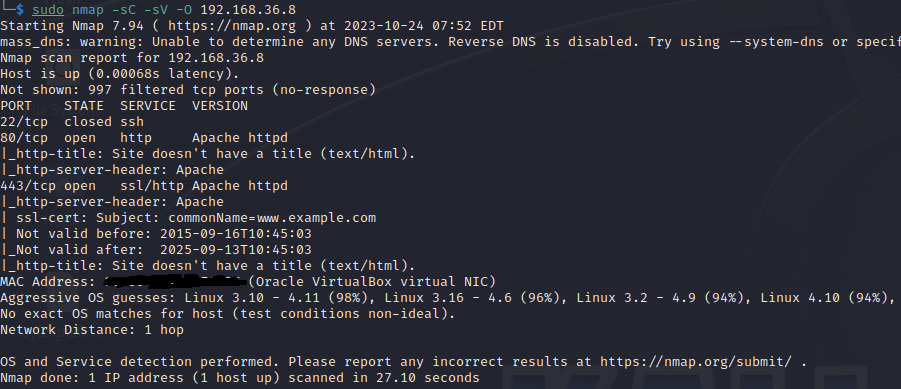 └─$ sudo nmap -sC -sV -O 192.168.36.8
Starting Nmap 7.94 ( https://nmap.org ) at 2023-10-24 07:52 EDT
mass_dns: warning: Unable to determine any DNS servers. Reverse DNS is disabled. Try using --system-dns or specif
Nmap scan report for 192.168.36.8
Host is up (0.00068s latency).
Not shown: 997 filtered tcp ports (no-response)
PORT    STATE  SERVICE  VERSION
22/tcp  closed ssh
80/tcp  open   http     Apache httpd
|_http-title: Site doesn't have a title (text/html).
|_http-server-header: Apache
443/tcp open   ssl/http Apache httpd
|_http-server-header: Apache
| ssl-cert: Subject: commonName=www.example.com
| Not valid before: 2015-09-16T10:45:03
|_Not valid after:  2025-09-13T10:45:03
|_http-title: Site doesn't have a title (text/html).
MAC Address: (Oracle VirtualBox virtual NIC)
Aggressive OS guesses: Linux 3.10 - 4.11 (98%), Linux 3.16 - 4.6 (96%), Linux 3.2 - 4.9 (94%), Linux 4.10 (94%),
No exact OS matches for host (test conditions non-ideal).
Network Distance: 1 hop
OS and Service detection performed. Please report any incorrect results at https://nmap.org/submit/ .
Nmap done: 1 IP address (1 host up) scanned in 27.10 seconds